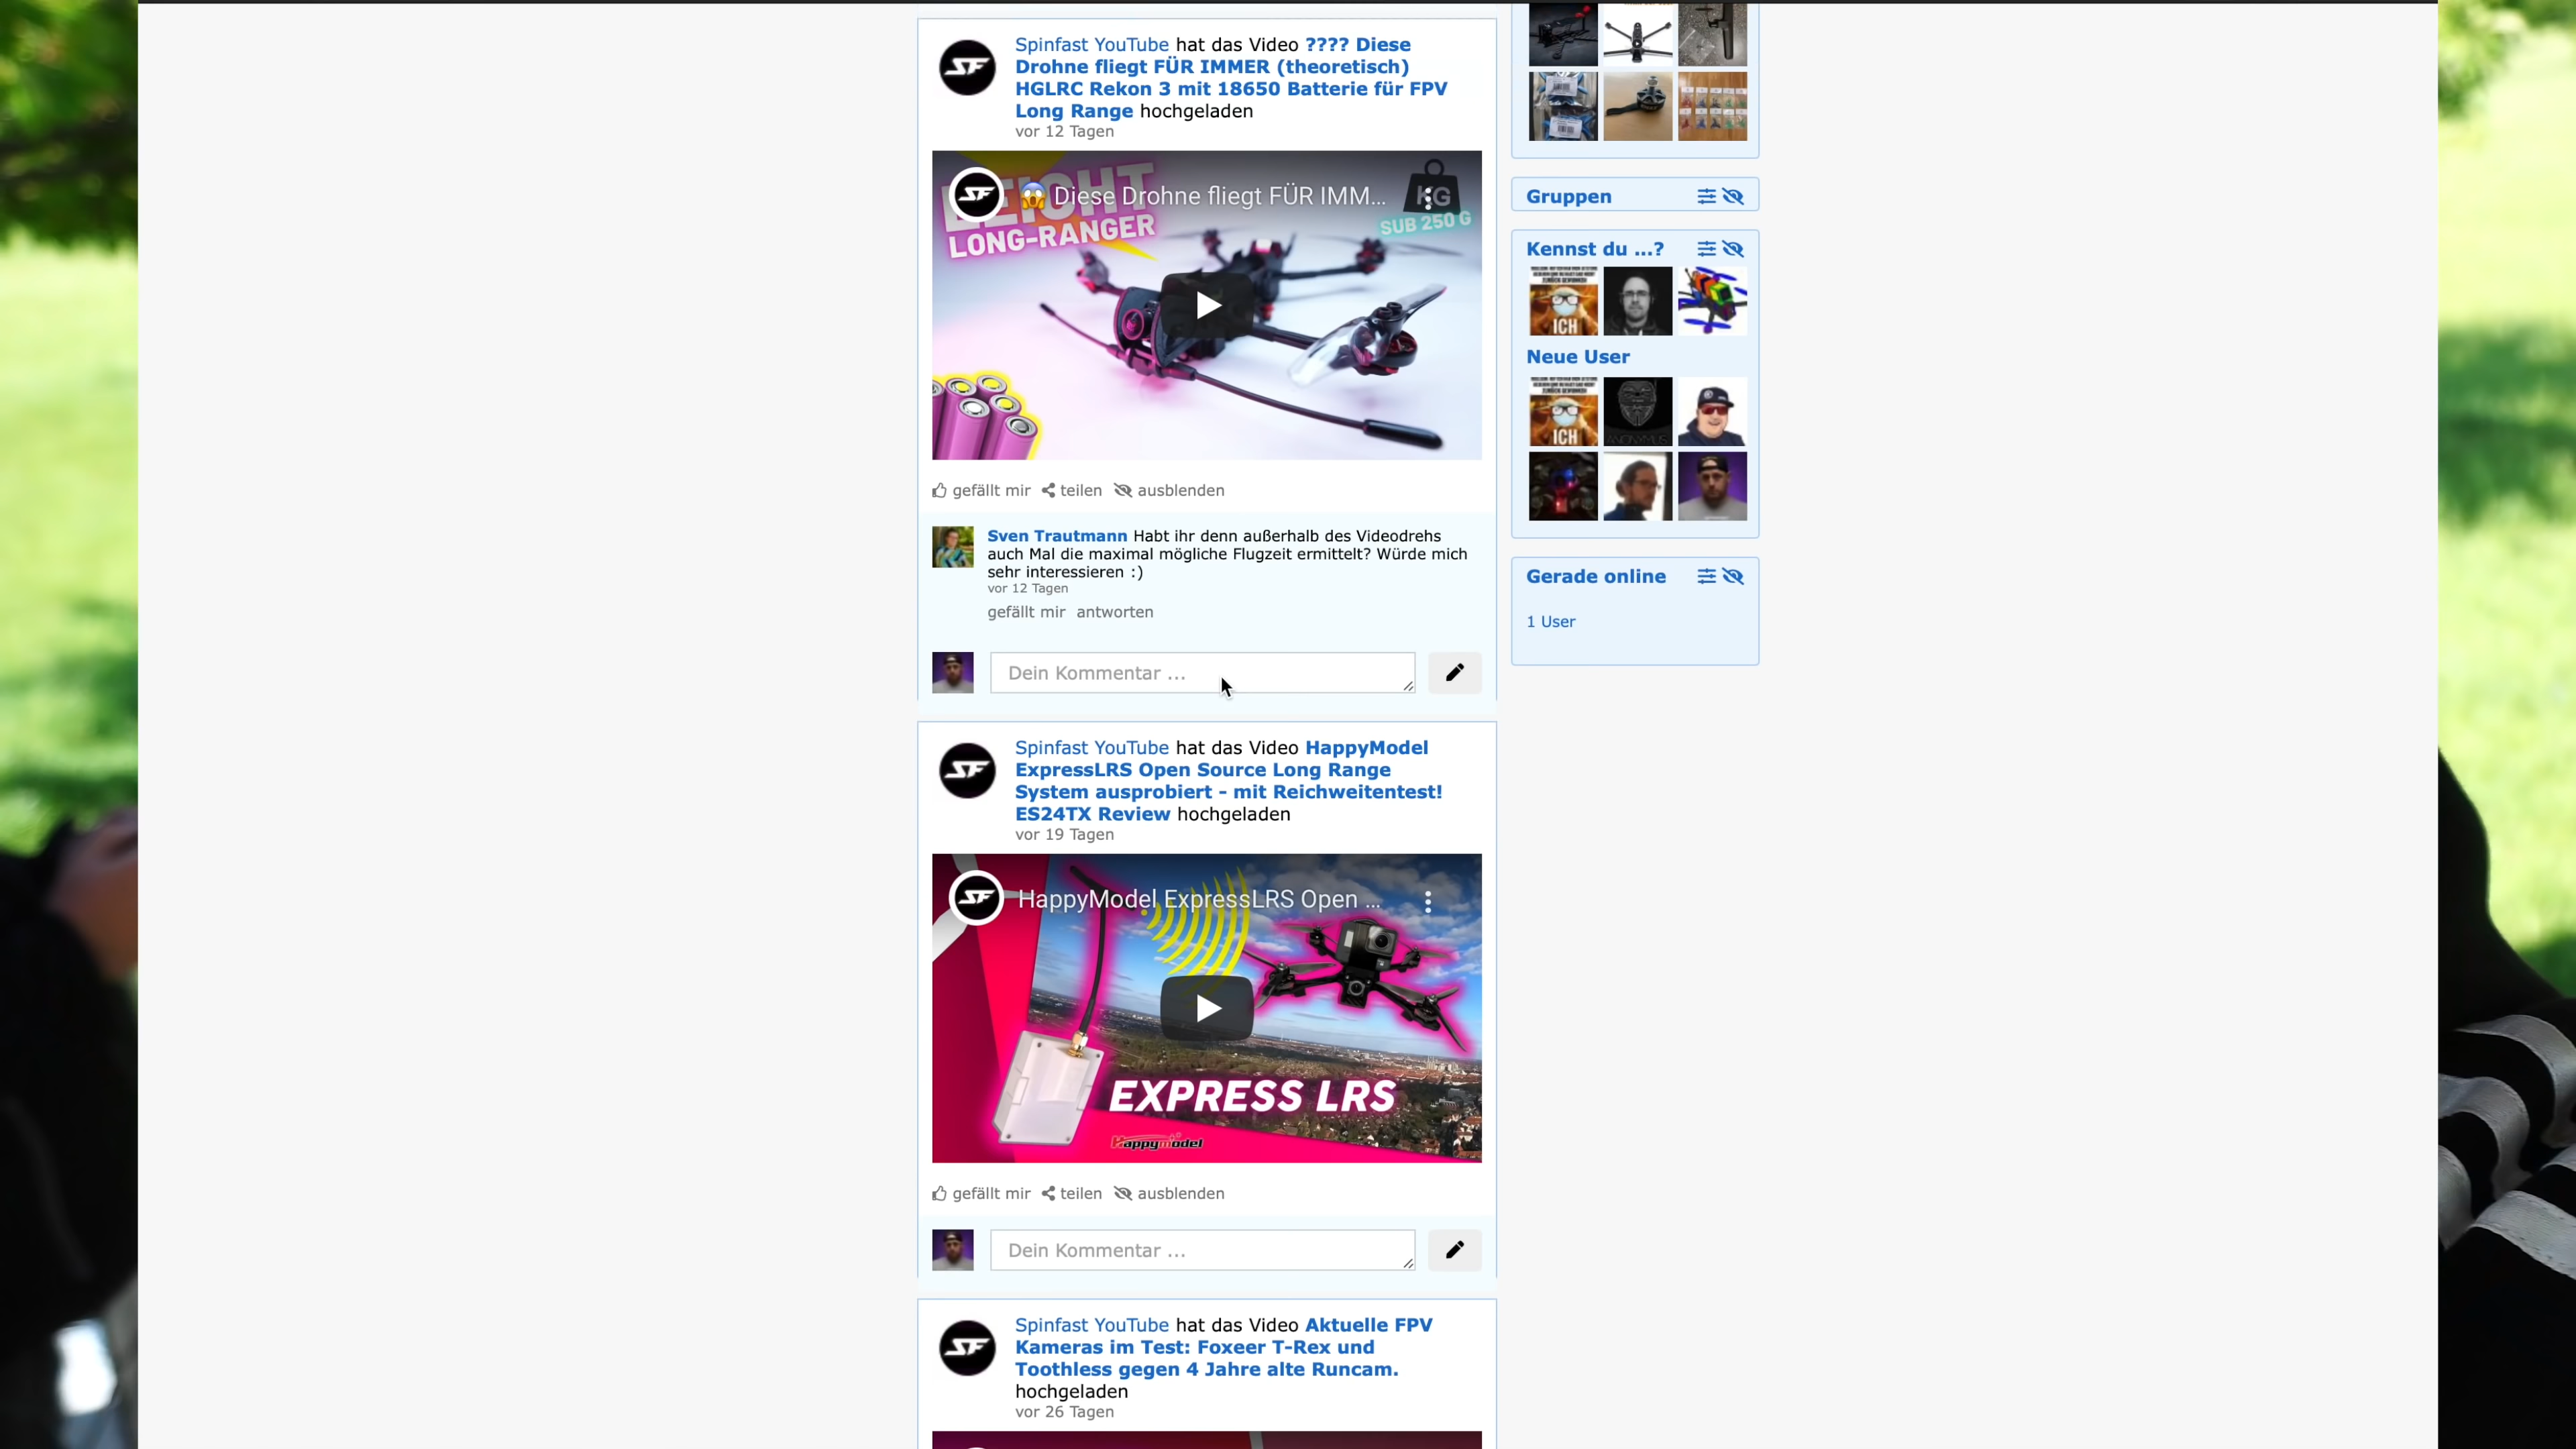 Spinfast YouTube hat das Video ???? Diese
Drohne fliegt FÜR IMMER (theoretisch)
HGLRC Rekon 3 mit 18650 Batterie für FPV
Long Range hochgeladen
vor 12 Tagen
SF
😱 Diese Drohne fliegt FÜR IMM...
LEICHT
LONG-RANGER
KG
SUB 250 G
gefällt mir teilen ausblenden
Sven Trautmann Habt ihr denn außerhalb des Videodrehs
auch Mal die maximal mögliche Flugzeit ermittelt? Würde mich
sehr interessieren :)
vor 12 Tagen
gefällt mir antworten
Dein Kommentar ...
Spinfast YouTube hat das Video HappyModel
ExpressLRS Open Source Long Range
System ausprobiert - mit Reichweitentest!
ES24TX Review hochgeladen
vor 19 Tagen
SF
HappyModel ExpressLRS Open ...
EXPRESS LRS
Happymodel
gefällt mir teilen ausblenden
Dein Kommentar ...
Spinfast YouTube hat das Video Aktuelle FPV
Kameras im Test: Foxeer T-Rex und
Toothless gegen 4 Jahre alte Runcam.
hochgeladen
vor 26 Tagen
Gruppen
Kennst du ...?
ICH
Neue User
ICH
Gerade online
1 User